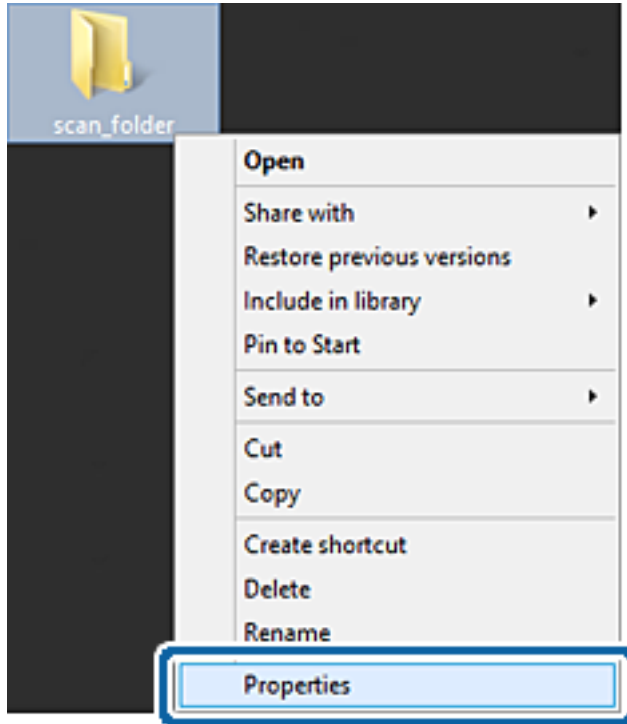 scan_folder
Open
Share with
Restore previous versions
Include in library
Pin to Start
Send to
Cut
Copy
Create shortcut
Delete
Rename
Properties